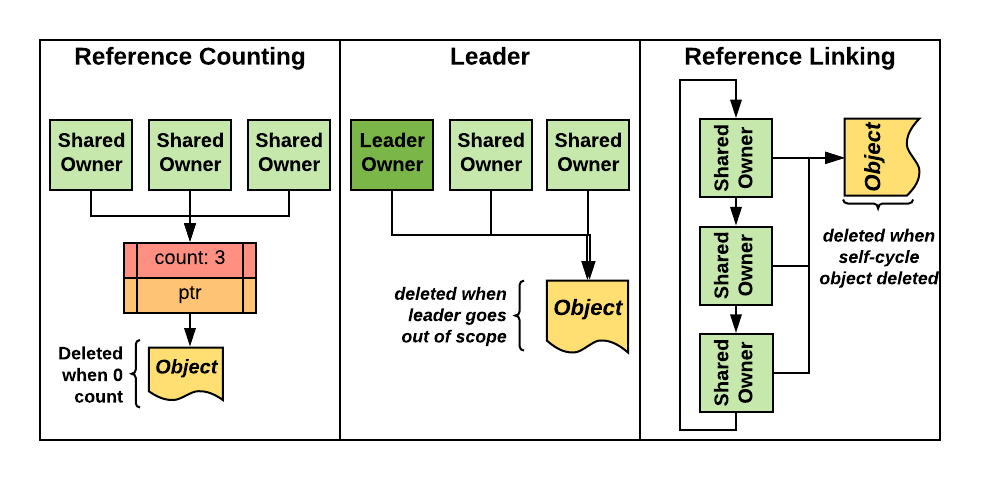 Reference Counting
Shared
Owner
Shared
Owner
Shared
Owner
count: 3
ptr
Deleted
when 0
count
Object
Leader
Leader
Owner
Shared
Owner
Shared
Owner
deleted when
leader goes
out of scope
Object
Reference Linking
Shared
Owner
Object
Shared
Owner
deleted when
self-cycle
object deleted
Shared
Owner